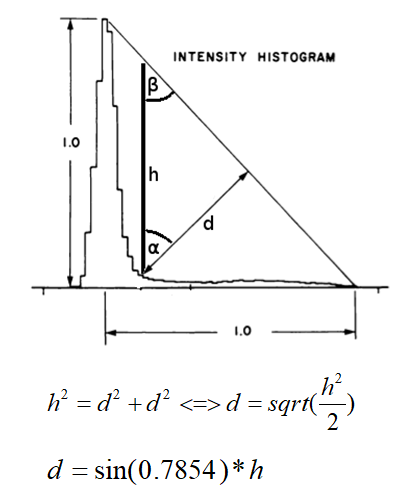 INTENSITY HISTOGRAM
β
1.0
h
d
α
1.0
h² = d² + d² <=> d = sqrt(h²/2)
d = sin(0.7854)*h